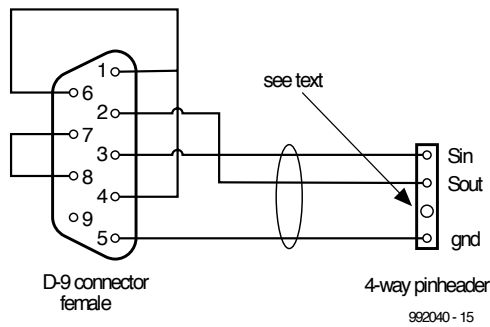 1
6
2
7
3
8
4
9
5
see text
Sin
Sout
gnd
D-9 connector
female
4-way pinheader
992040 - 15